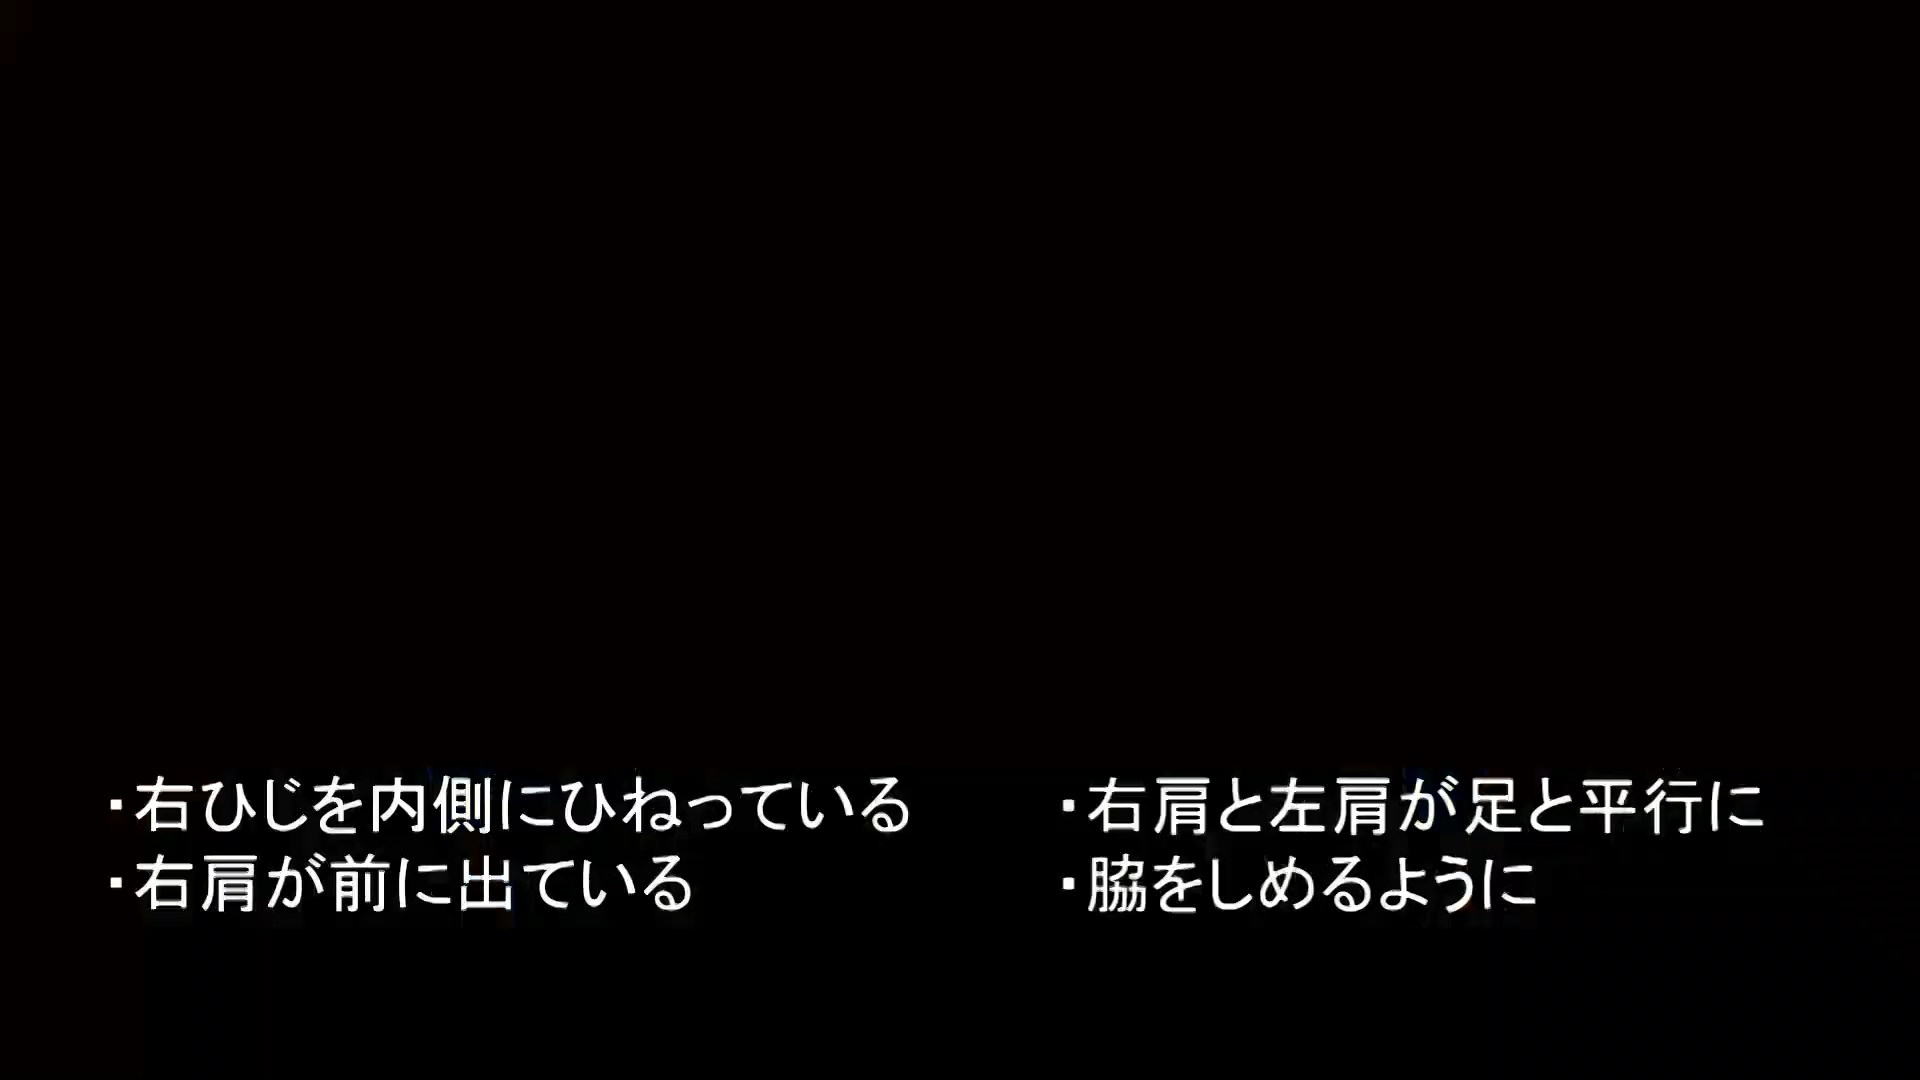 ・右ひじを内側にひねっている
・右肩が前に出ている
・右肩と左肩が足と平行に
・脇をしめるように